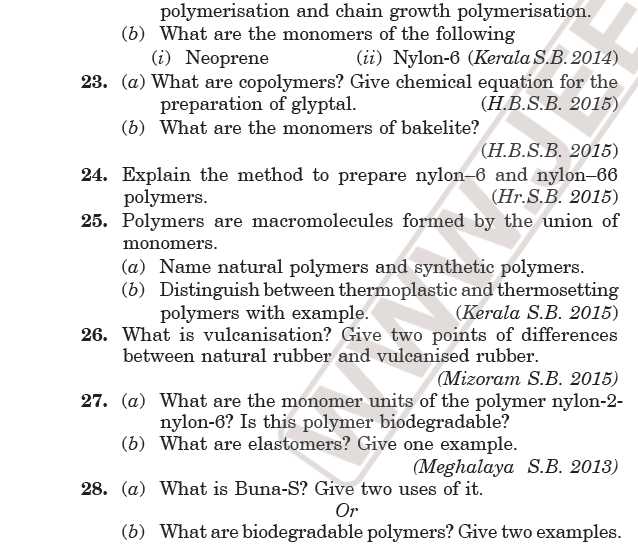 polymerisation and chain growth polymerisation.
(b) What are the monomers of the following
(i) Neoprene (ii) Nylon-6 (Kerala S.B. 2014)
23. (a) What are copolymers? Give chemical equation for the
preparation of glyptal. (H.B.S.B. 2015)
(b) What are the monomers of bakelite?
(H.B.S.B. 2015)
24. Explain the method to prepare nylon–6 and nylon–66
polymers. (Hr.S.B. 2015)
25. Polymers are macromolecules formed by the union of
monomers.
(a) Name natural polymers and synthetic polymers.
(b) Distinguish between thermoplastic and thermosetting
polymers with example. (Kerala S.B. 2015)
26. What is vulcanisation? Give two points of differences
between natural rubber and vulcanised rubber.
(Mizoram S.B. 2015)
27. (a) What are the monomer units of the polymer nylon-2-
nylon-6? Is this polymer biodegradable?
(b) What are elastomers? Give one example.
(Meghalaya S.B. 2013)
28. (a) What is Buna-S? Give two uses of it.
Or
(b) What are biodegradable polymers? Give two examples.
WWW.JEE